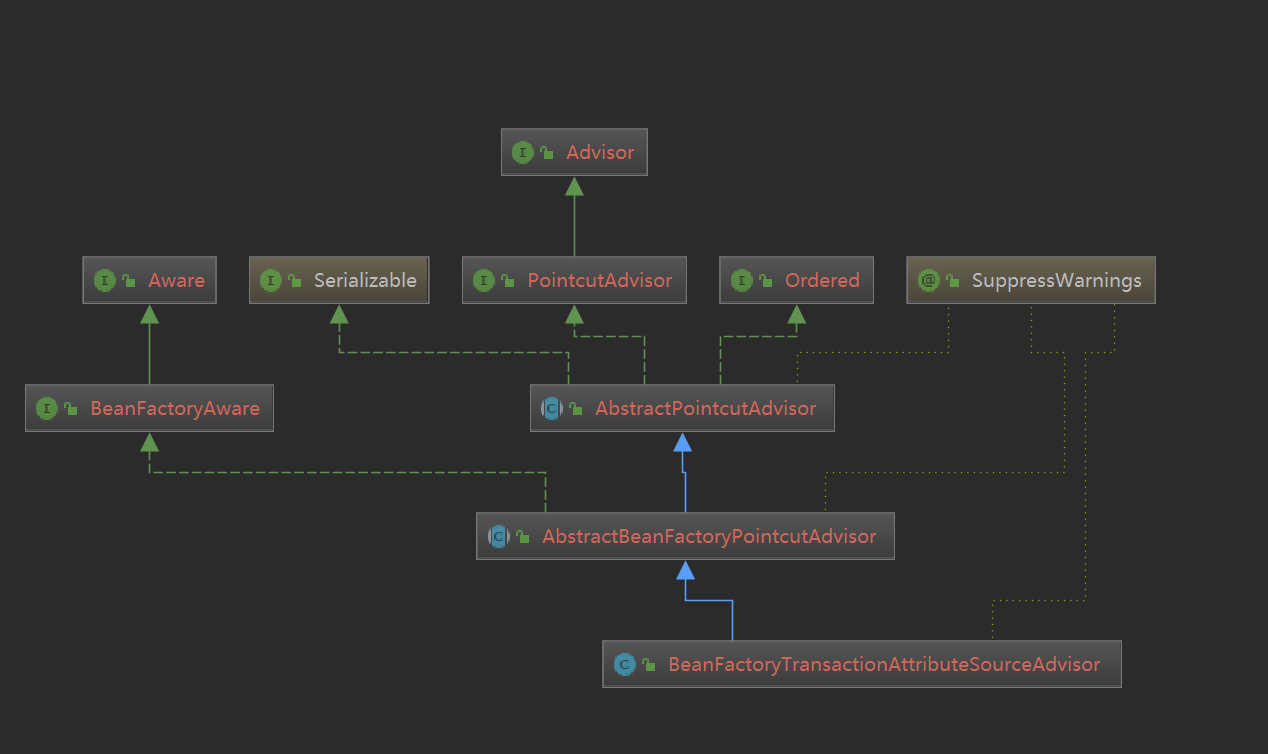 Advisor
Aware
Serializable
PointcutAdvisor
Ordered
SuppressWarnings
BeanFactoryAware
AbstractPointcutAdvisor
AbstractBeanFactoryPointcutAdvisor
BeanFactoryTransactionAttributeSourceAdvisor